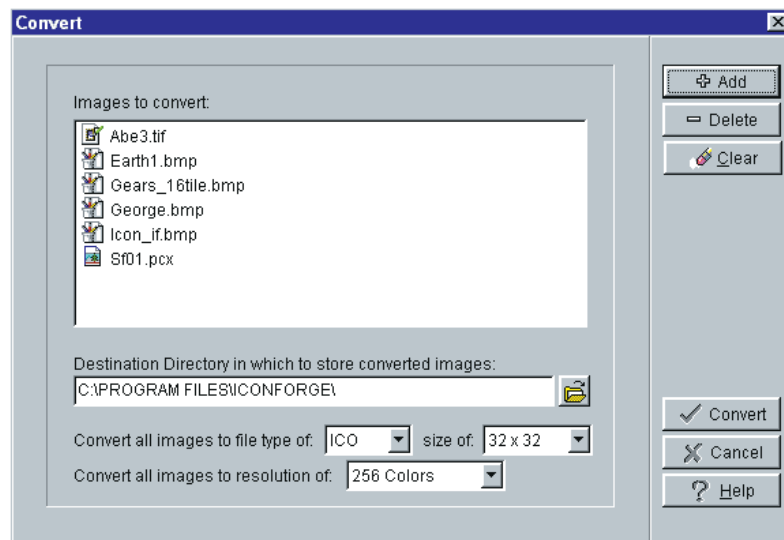 Convert
Images to convert:
Abe3.tif
Earth1.bmp
Gears_16tile.bmp
George.bmp
Icon_if.bmp
Sf01.pcx
Destination Directory in which to store converted images:
C:\PROGRAM FILES\ICONFORGE\
Convert all images to file type of: ICO size of: 32 x 32
Convert all images to resolution of: 256 Colors
Add
Delete
Clear
Convert
Cancel
Help